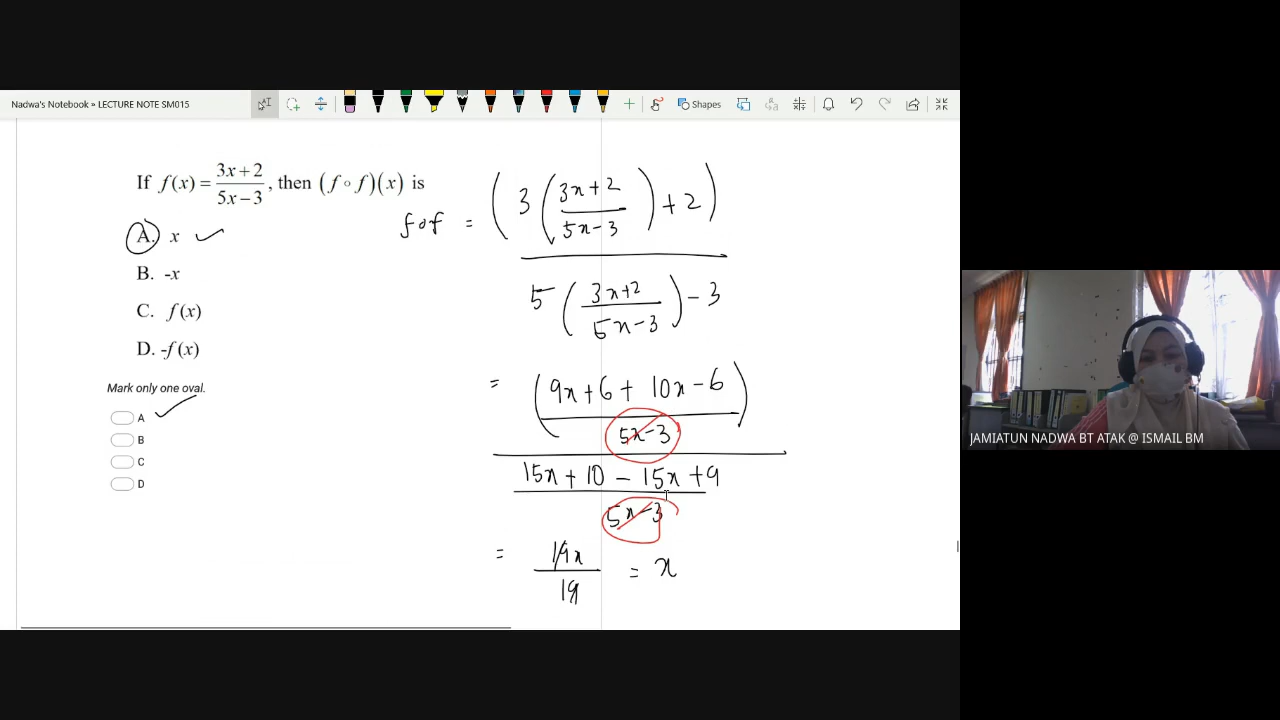 Nadwa's Notebook » LECTURE NOTE SM015
Shapes
If f(x) = (3x+2)/(5x−3), then (f ∘ f)(x) is
A. x ✓
B. -x
C. f(x)
D. -f(x)
Mark only one oval.
A ✓
B
C
D
fof = (3((3x+2)/(5x−3)) + 2) / (5((3x+2)/(5x−3)) − 3)
= ((9x+6+10x−6)/(5x−3)) / ((15x+10−15x+9)/(5x−3))
= 19x/19 = x
JAMIATUN NADWA BT ATAK @ ISMAIL BM